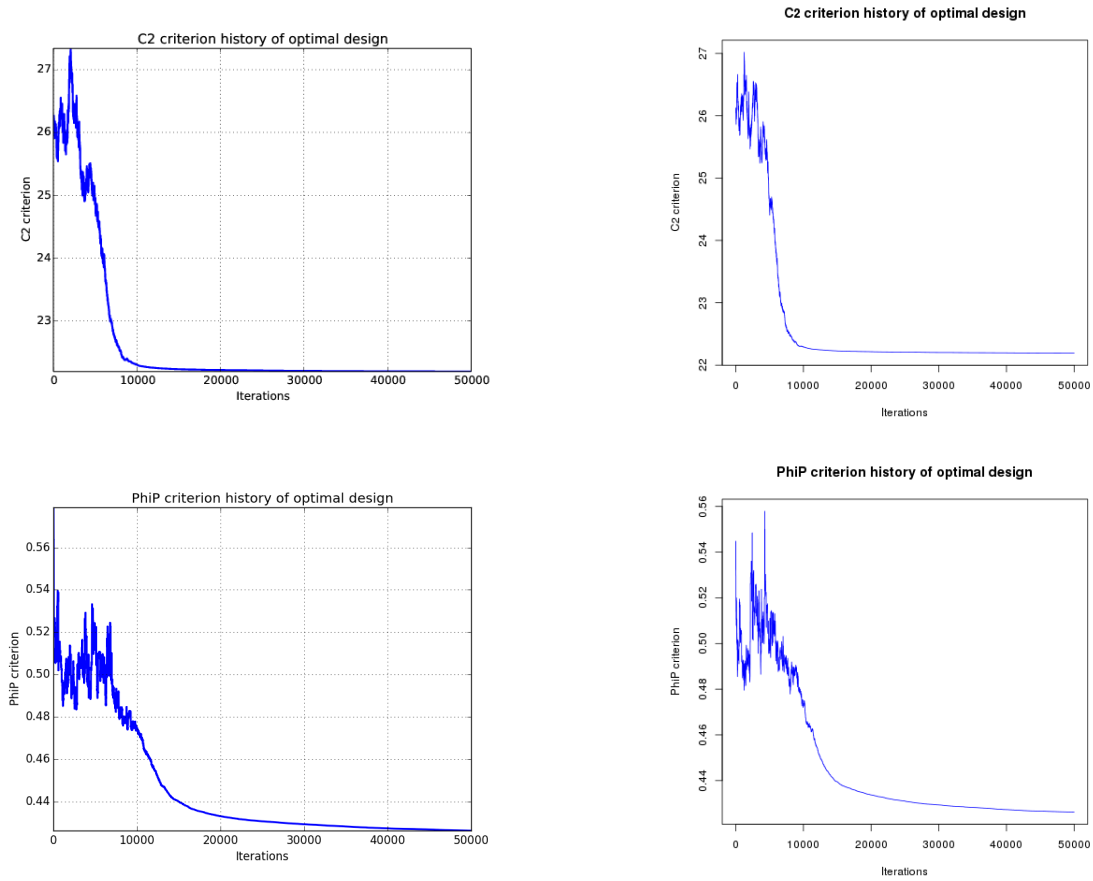 C2 criterion history of optimal design
27
26
25
24
23
C2 criterion
0 10000 20000 30000 40000 50000
Iterations
C2 criterion history of optimal design
27
26
25
24
23
22
C2 criterion
0 10000 20000 30000 40000 50000
Iterations
PhiP criterion history of optimal design
0.56
0.54
0.52
0.50
0.48
0.46
0.44
PhiP criterion
0 10000 20000 30000 40000 50000
Iterations
PhiP criterion history of optimal design
0.56
0.54
0.52
0.50
0.48
0.46
0.44
PhiP criterion
0 10000 20000 30000 40000 50000
Iterations